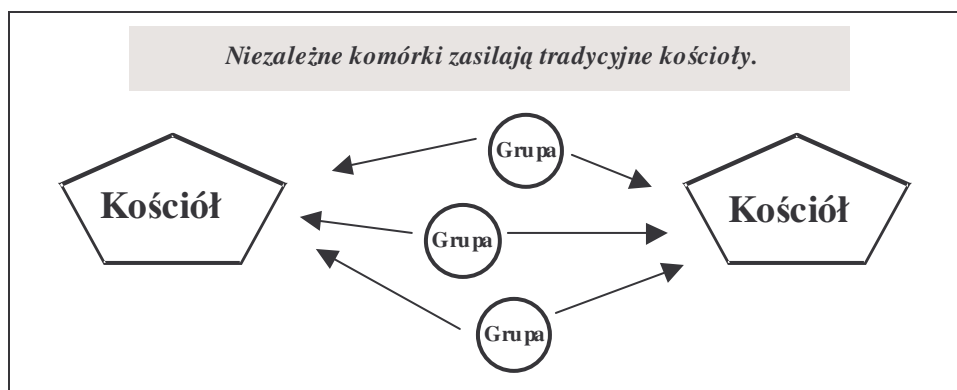 Niezależne komórki zasilają tradycyjne kościoły.
Grupa
Kościół
Kościół
Grupa
Grupa